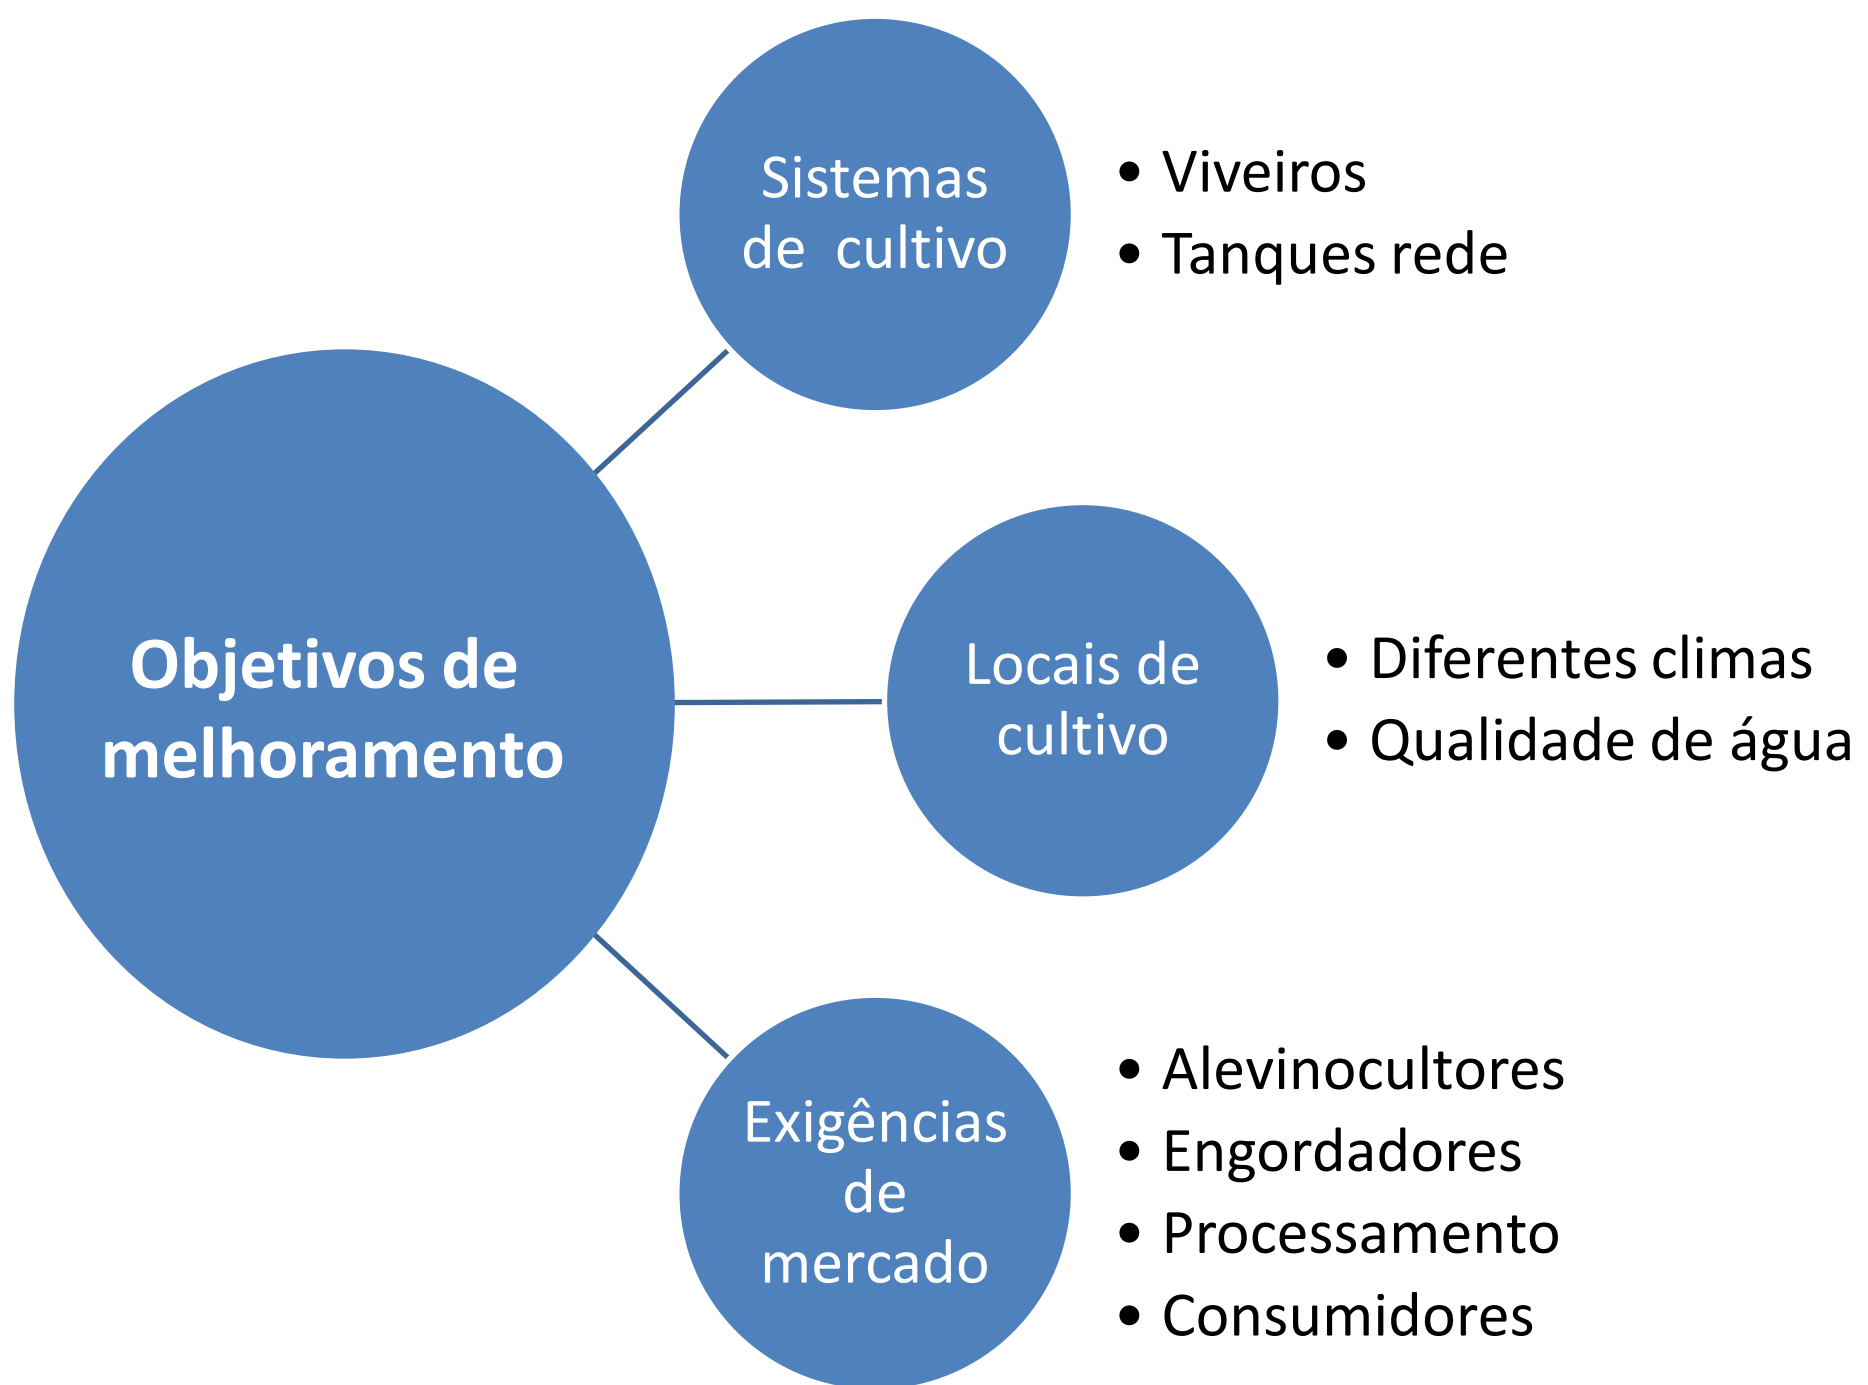 Objetivos de
melhoramento
Sistemas
de cultivo
• Viveiros
• Tanques rede
Locais de
cultivo
• Diferentes climas
• Qualidade de água
Exigências
de
mercado
• Alevinocultores
• Engordadores
• Processamento
• Consumidores